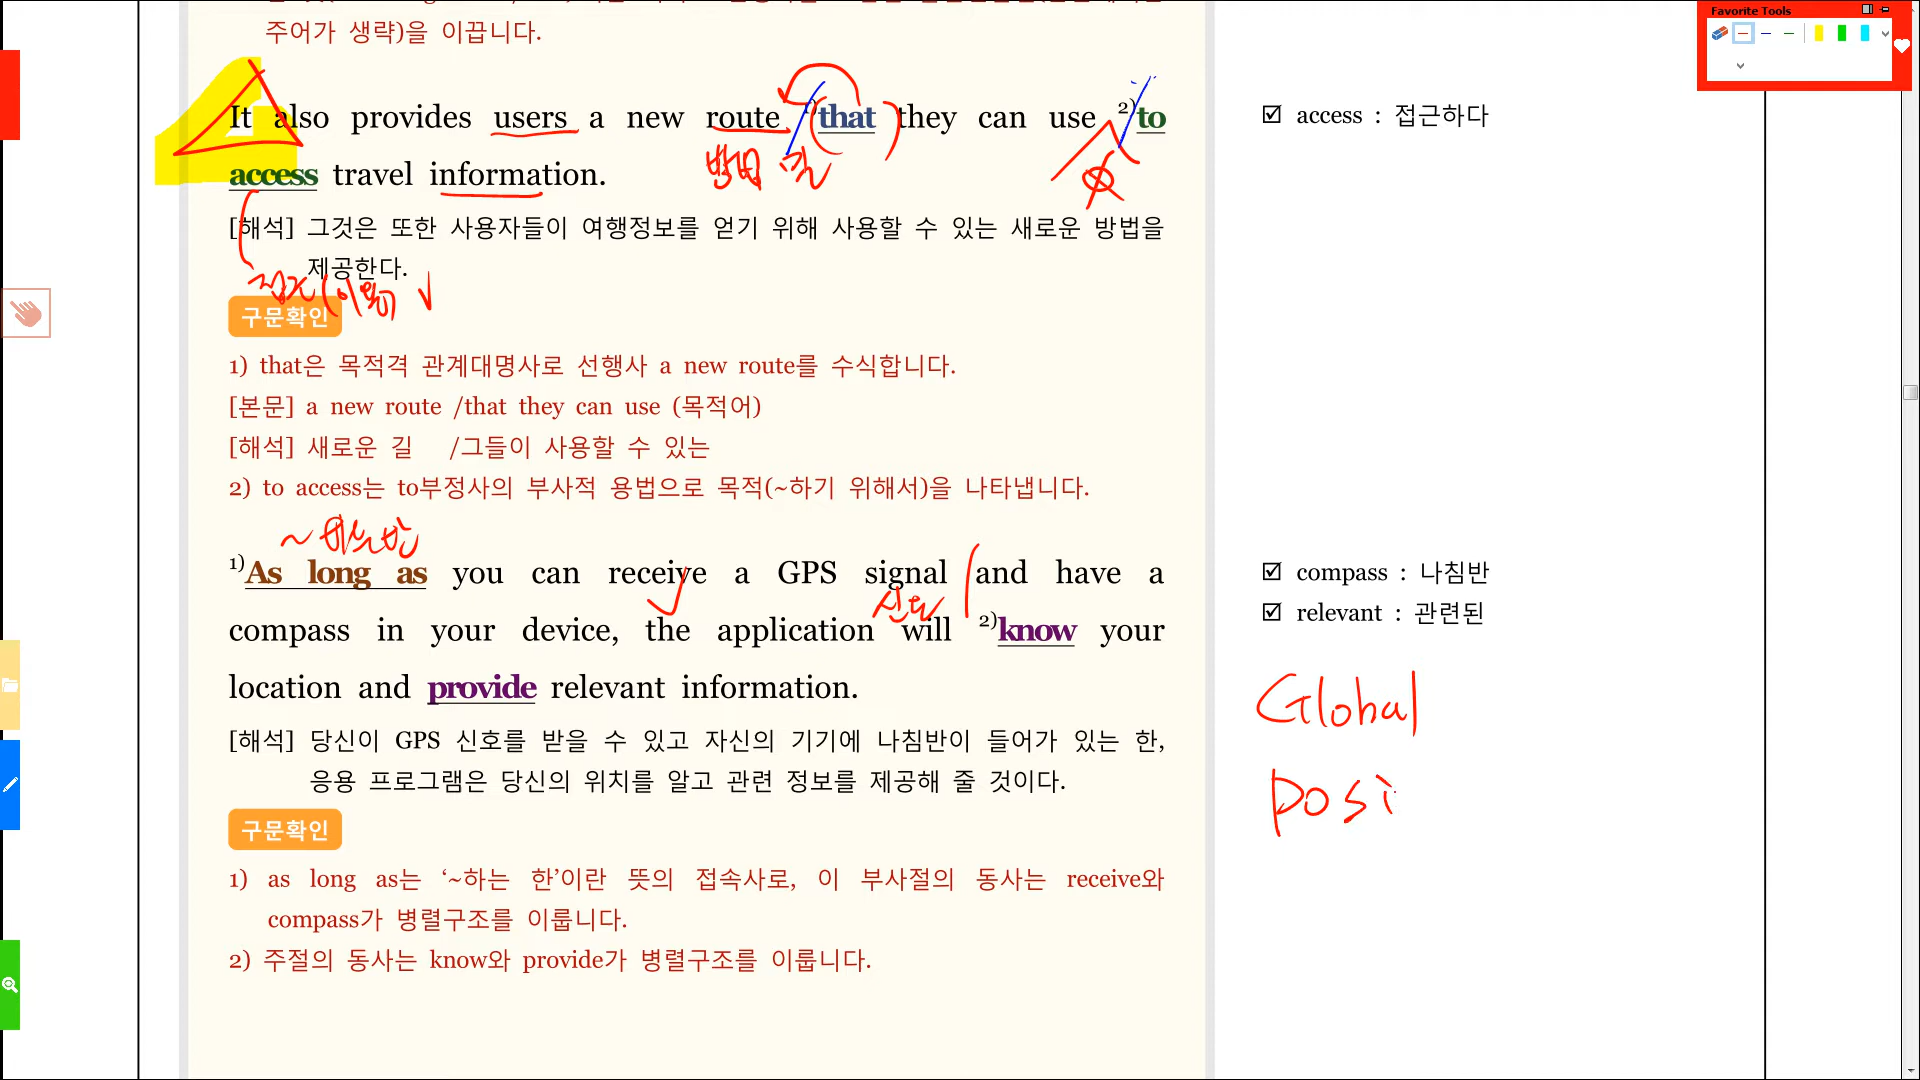 Favorite Tools
주어가 생략)을 이끕니다.
It also provides users a new route 1)that they can use 2)to
access travel information.
방법 길
[해석] 그것은 또한 사용자들이 여행정보를 얻기 위해 사용할 수 있는 새로운 방법을
제공한다.
구문확인
1) that은 목적격 관계대명사로 선행사 a new route를 수식합니다.
[본문] a new route /that they can use (목적어)
[해석] 새로운 길 /그들이 사용할 수 있는
2) to access는 to부정사의 부사적 용법으로 목적(~하기 위해서)을 나타냅니다.
1)As long as you can receive a GPS signal and have a
신호
compass in your device, the application will 2)know your
location and provide relevant information.
[해석] 당신이 GPS 신호를 받을 수 있고 자신의 기기에 나침반이 들어가 있는 한,
응용 프로그램은 당신의 위치를 알고 관련 정보를 제공해 줄 것이다.
구문확인
1) as long as는 ‘~하는 한’이란 뜻의 접속사로, 이 부사절의 동사는 receive와
compass가 병렬구조를 이룹니다.
2) 주절의 동사는 know와 provide가 병렬구조를 이룹니다.
access : 접근하다
compass : 나침반
relevant : 관련된
Global
posi